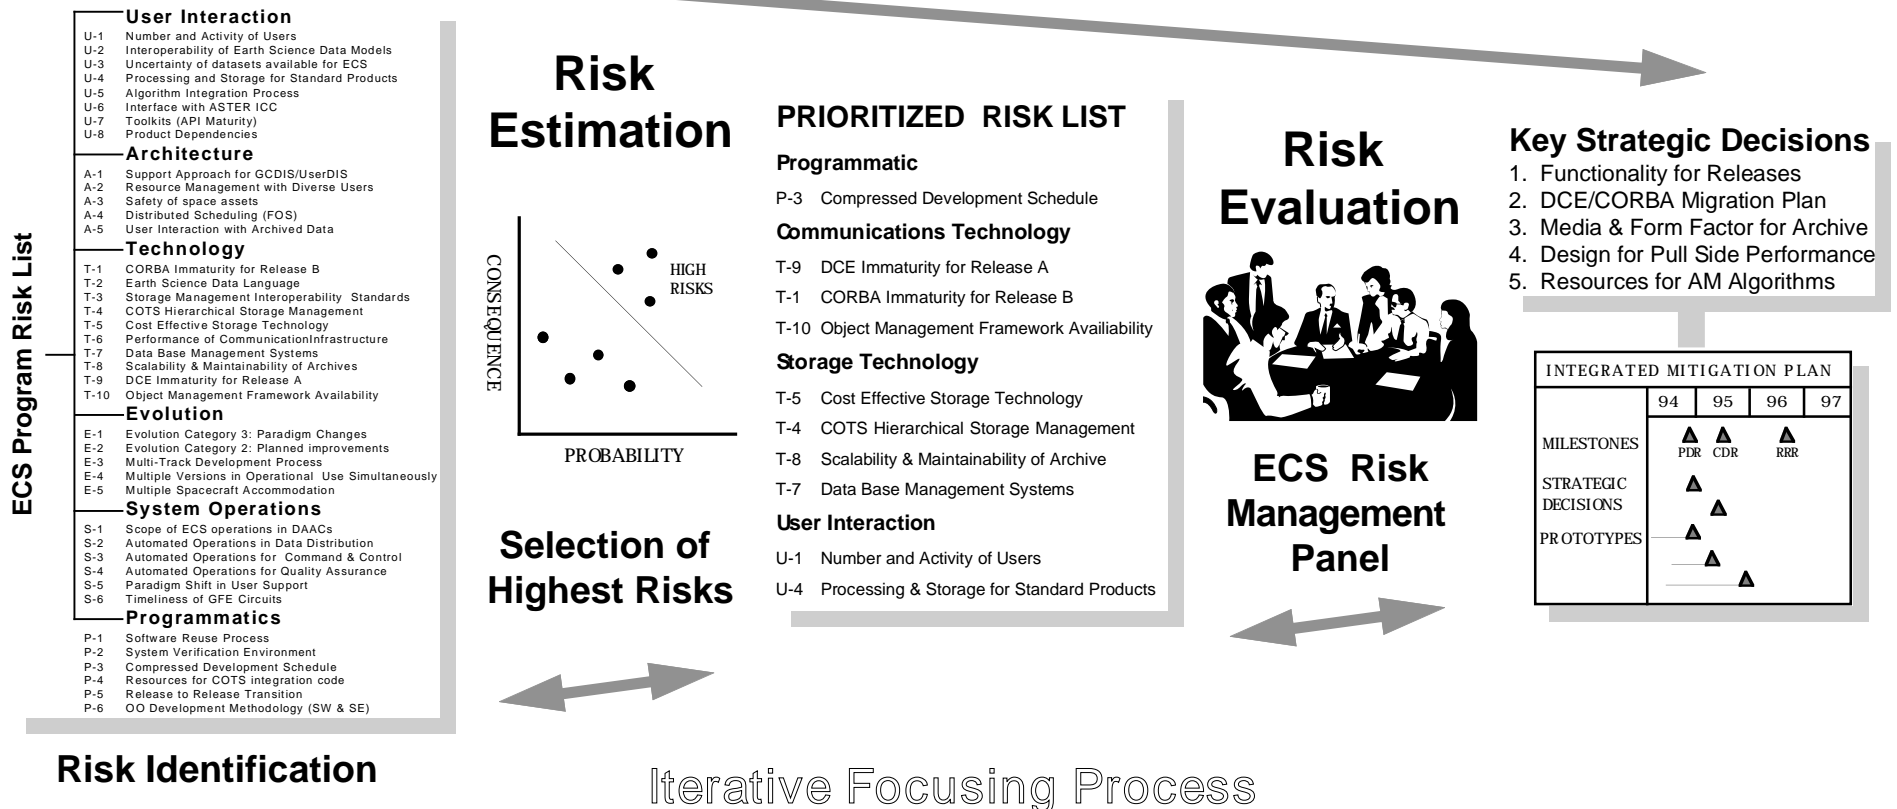 ECS Program Risk List
User Interaction
U-1 Number and Activity of Users
U-2 Interoperability of Earth Science Data Models
U-3 Uncertainty of datasets available for ECS
U-4 Processing and Storage for Standard Products
U-5 Algorithm Integration Process
U-6 Interface with ASTER ICC
U-7 Toolkits (API Maturity)
U-8 Product Dependencies
Architecture
A-1 Support Approach for GCDIS/UserDIS
A-2 Resource Management with Diverse Users
A-3 Safety of space assets
A-4 Distributed Scheduling (FOS)
A-5 User Interaction with Archived Data
Technology
T-1 CORBA Immaturity for Release B
T-2 Earth Science Data Language
T-3 Storage Management Interoperability Standards
T-4 COTS Hierarchical Storage Management
T-5 Cost Effective Storage Technology
T-6 Performance of CommunicationInfrastructure
T-7 Data Base Management Systems
T-8 Scalability & Maintainability of Archives
T-9 DCE Immaturity for Release A
T-10 Object Management Framework Availability
Evolution
E-1 Evolution Category 3: Paradigm Changes
E-2 Evolution Category 2: Planned improvements
E-3 Multi-Track Development Process
E-4 Multiple Versions in Operational Use Simultaneously
E-5 Multiple Spacecraft Accommodation
System Operations
S-1 Scope of ECS operations in DAACs
S-2 Automated Operations in Data Distribution
S-3 Automated Operations for Command & Control
S-4 Automated Operations for Quality Assurance
S-5 Paradigm Shift in User Support
S-6 Timeliness of GFE Circuits
Programmatics
P-1 Software Reuse Process
P-2 System Verification Environment
P-3 Compressed Development Schedule
P-4 Resources for COTS integration code
P-5 Release to Release Transition
P-6 OO Development Methodology (SW & SE)
Risk Identification
Risk
Estimation
CONSEQUENCE
HIGH
RISKS
PROBABILITY
Selection of
Highest Risks
PRIORITIZED RISK LIST
Programmatic
P-3 Compressed Development Schedule
Communications Technology
T-9 DCE Immaturity for Release A
T-1 CORBA Immaturity for Release B
T-10 Object Management Framework Availiability
Storage Technology
T-5 Cost Effective Storage Technology
T-4 COTS Hierarchical Storage Management
T-8 Scalability & Maintainability of Archive
T-7 Data Base Management Systems
User Interaction
U-1 Number and Activity of Users
U-4 Processing & Storage for Standard Products
Risk
Evaluation
ECS Risk
Management
Panel
Key Strategic Decisions
1. Functionality for Releases
2. DCE/CORBA Migration Plan
3. Media & Form Factor for Archive
4. Design for Pull Side Performance
5. Resources for AM Algorithms
INTEGRATED MITIGATION PLAN
94 95 96 97
MILESTONES
PDR CDR RRR
STRATEGIC
DECISIONS
PROTOTYPES
Iterative Focusing Process